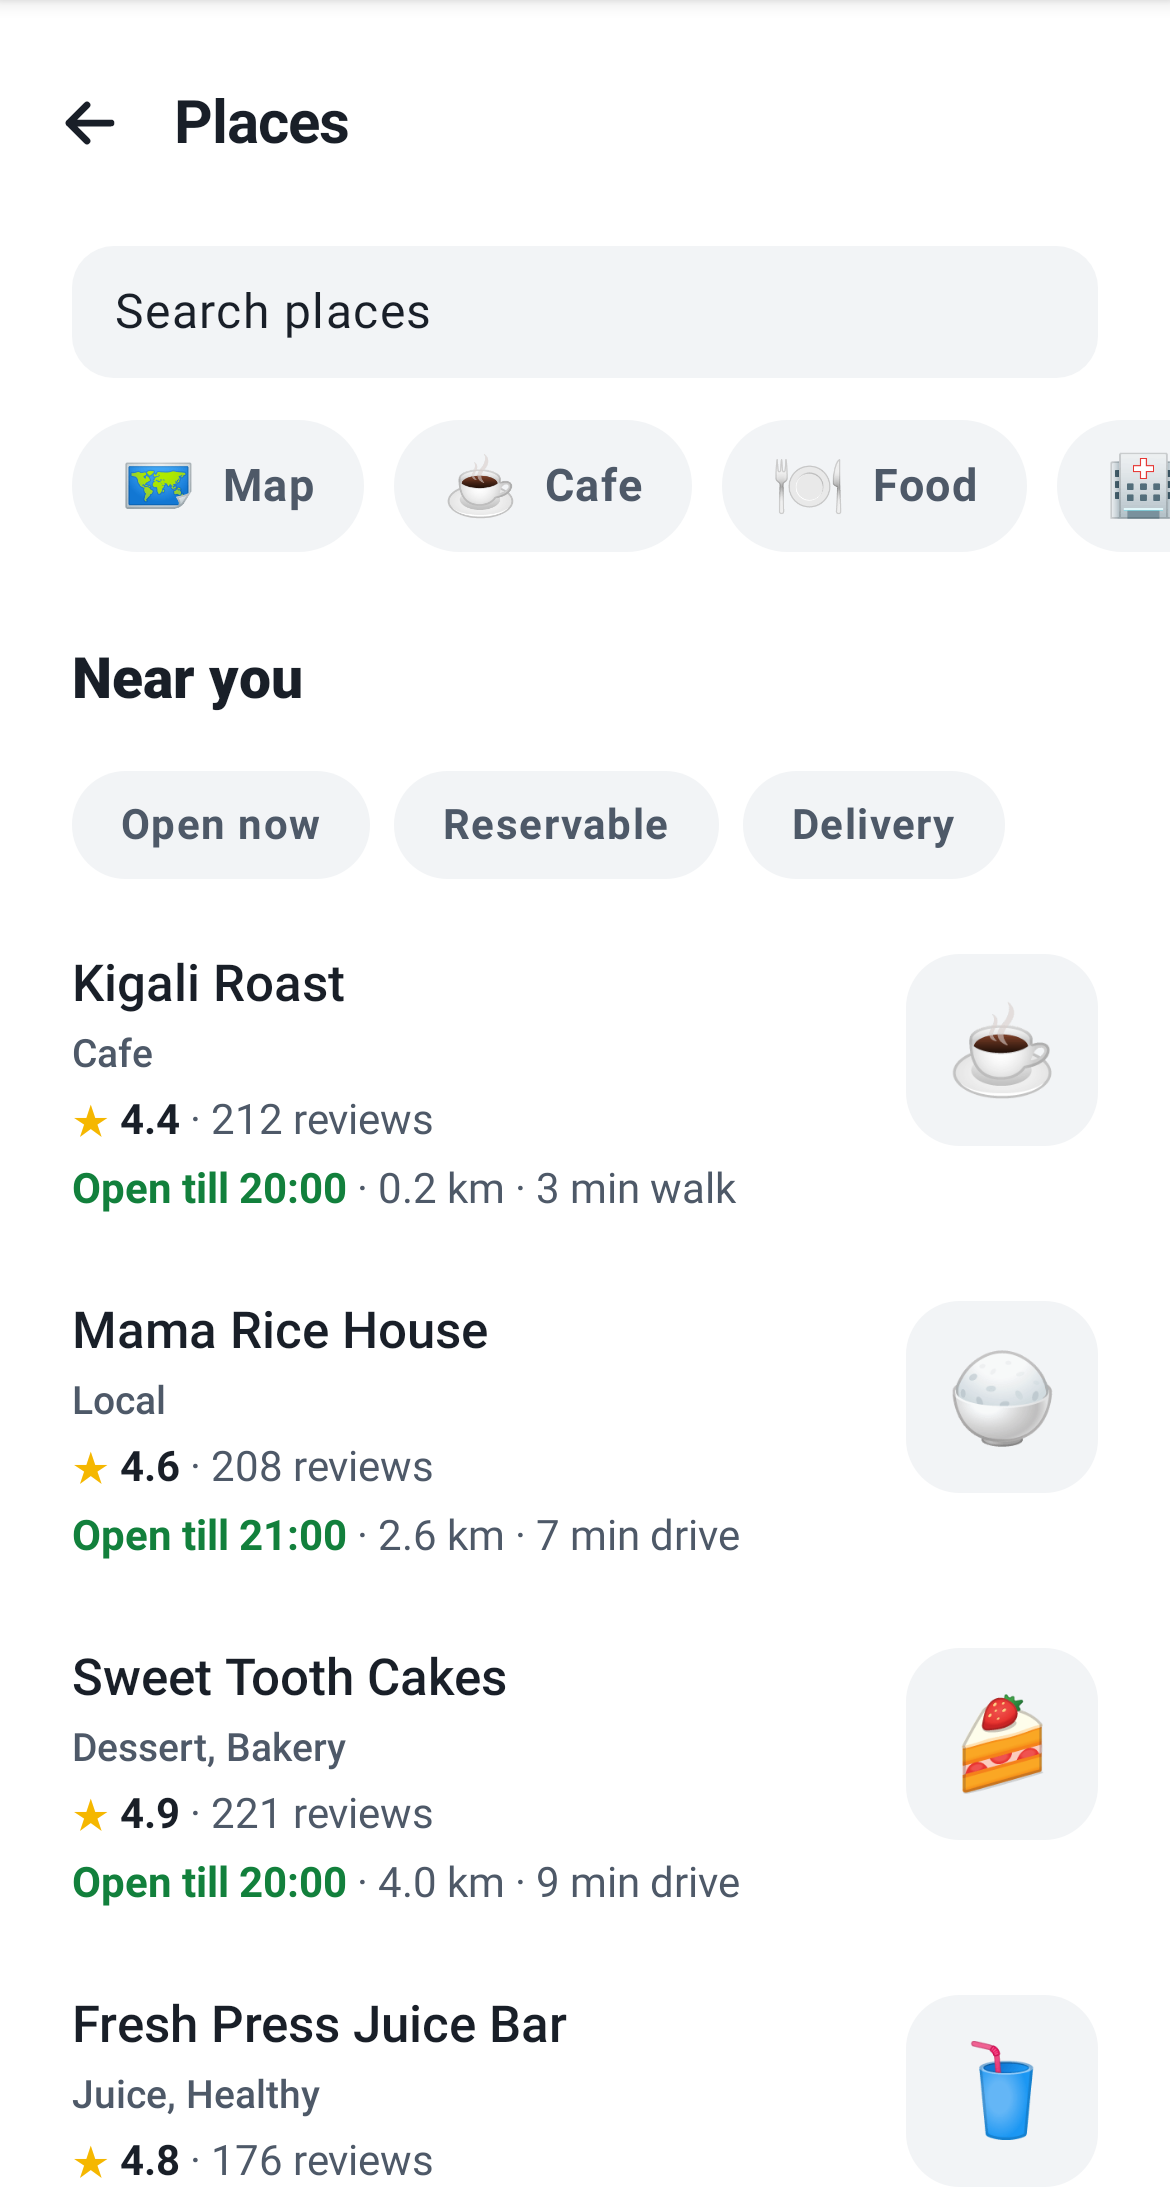 Places
Search places
Map Cafe Food
Near you
Open now Reservable Delivery
Kigali Roast
Cafe
★ 4.4 · 212 reviews
Open till 20:00 · 0.2 km · 3 min walk
Mama Rice House
Local
★ 4.6 · 208 reviews
Open till 21:00 · 2.6 km · 7 min drive
Sweet Tooth Cakes
Dessert, Bakery
★ 4.9 · 221 reviews
Open till 20:00 · 4.0 km · 9 min drive
Fresh Press Juice Bar
Juice, Healthy
★ 4.8 · 176 reviews